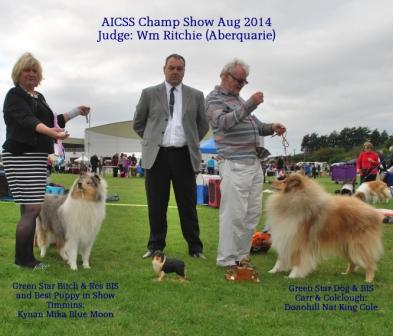 AICSS Champ Show Aug 2014
Judge: Wm Ritchie (Aberquarie)
Green Star Bitch & Res BIS
and Best Puppy in Show
Timmins:
Kynan Mika Blue Moon
Green Star Dog & BIS
Carr & Colclough:
Donohill Nat King Cole